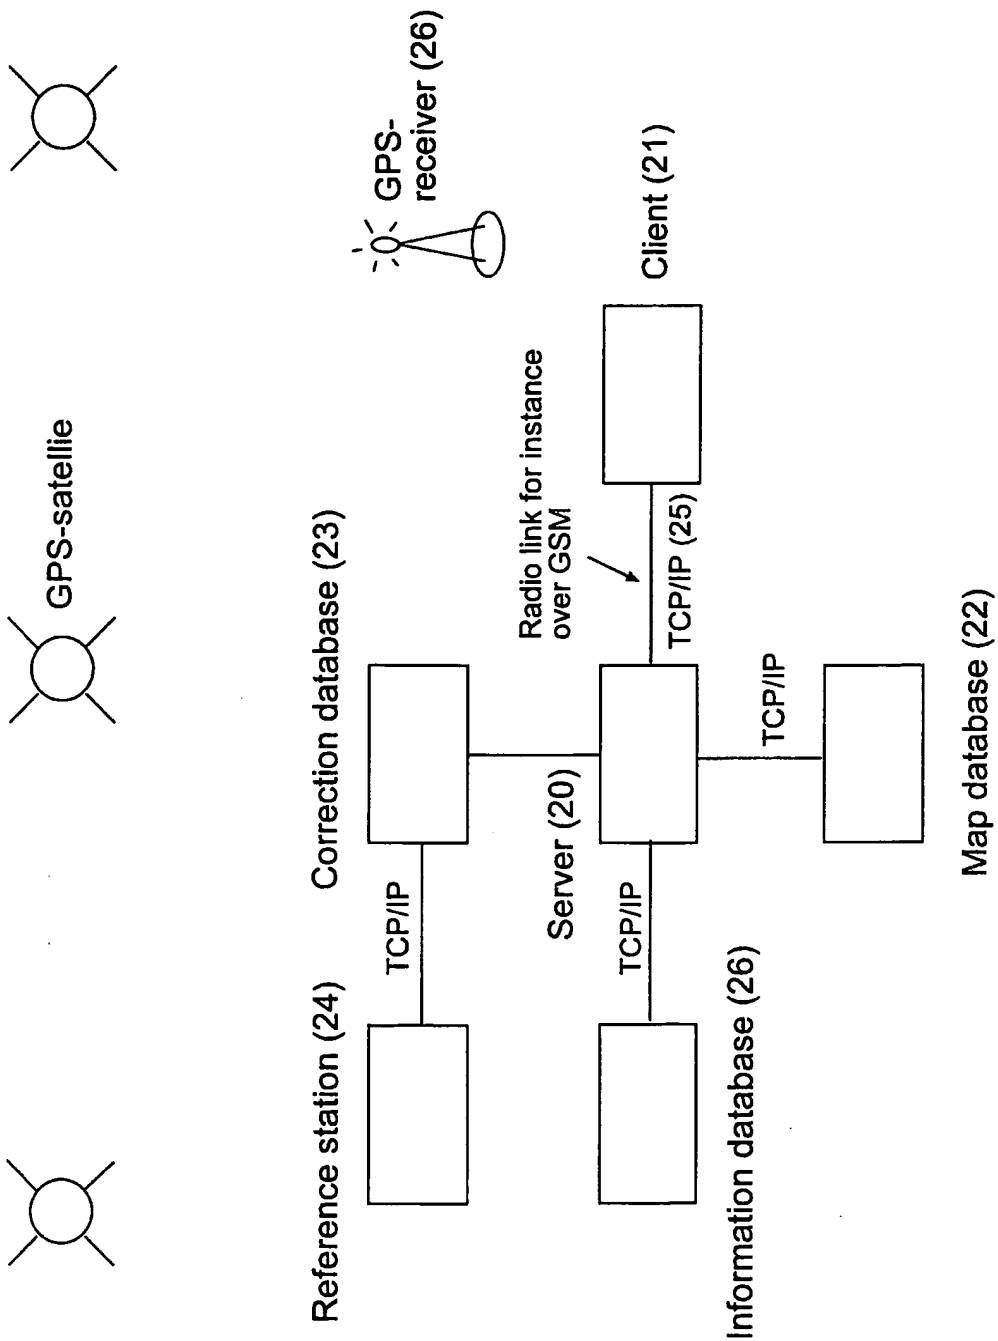 GPS-satellie
Reference station (24)
Correction database (23)
GPS-
receiver (26)
TCP/IP
Radio link for instance
over GSM
Server (20)
Client (21)
TCP/IP
TCP/IP (25)
Information database (26)
TCP/IP
Map database (22)